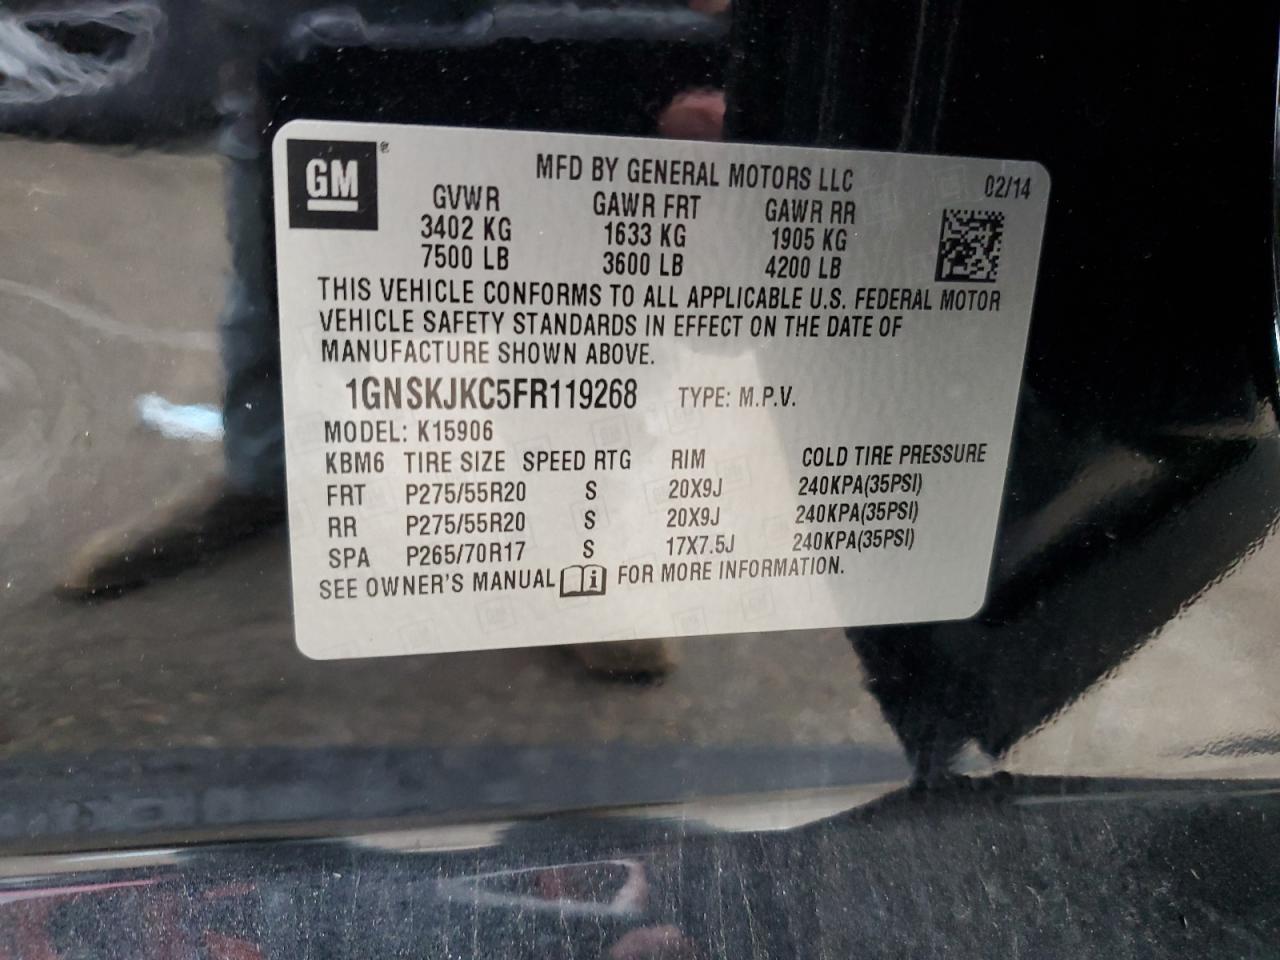 GM ®
MFD BY GENERAL MOTORS LLC 02/14
GVWR GAWR FRT GAWR RR
3402 KG 1633 KG 1905 KG
7500 LB 3600 LB 4200 LB
THIS VEHICLE CONFORMS TO ALL APPLICABLE U.S. FEDERAL MOTOR
VEHICLE SAFETY STANDARDS IN EFFECT ON THE DATE OF
MANUFACTURE SHOWN ABOVE.
1GNSKJKC5FR119268 TYPE: M.P.V.
MODEL: K15906
KBM6 TIRE SIZE SPEED RTG RIM COLD TIRE PRESSURE
FRT P275/55R20 S 20X9J 240KPA(35PSI)
RR P275/55R20 S 20X9J 240KPA(35PSI)
SPA P265/70R17 S 17X7.5J 240KPA(35PSI)
SEE OWNER'S MANUAL i FOR MORE INFORMATION.